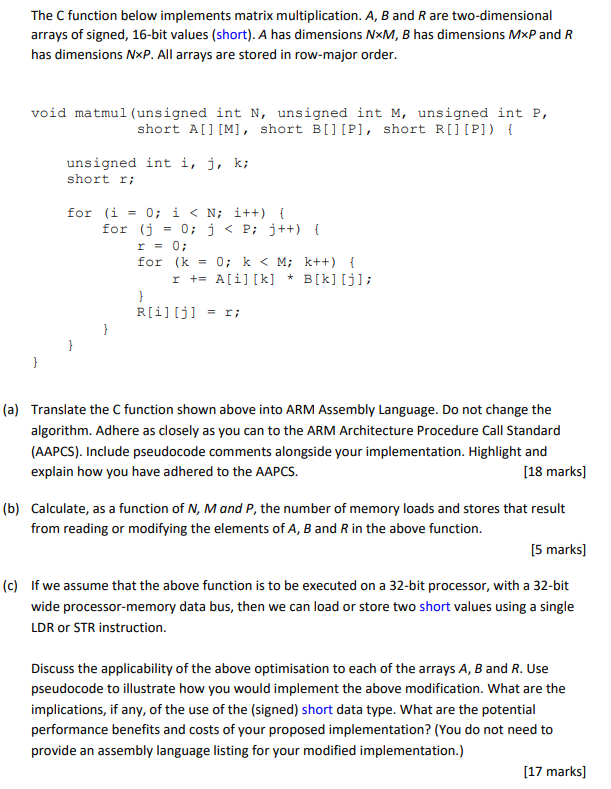 The C function below implements matrix multiplication. A, B and R are two-dimensional
arrays of signed, 16-bit values (short). A has dimensions N×M, B has dimensions M×P and R
has dimensions N×P. All arrays are stored in row-major order.
void matmul(unsigned int N, unsigned int M, unsigned int P,
short A[][M], short B[][P], short R[][P]) {
unsigned int i, j, k;
short r;
for (i = 0; i < N; i++) {
for (j = 0; j < P; j++) {
r = 0;
for (k = 0; k < M; k++) {
r += A[i][k] * B[k][j];
}
R[i][j] = r;
}
}
}
(a) Translate the C function shown above into ARM Assembly Language. Do not change the
algorithm. Adhere as closely as you can to the ARM Architecture Procedure Call Standard
(AAPCS). Include pseudocode comments alongside your implementation. Highlight and
explain how you have adhered to the AAPCS. [18 marks]
(b) Calculate, as a function of N, M and P, the number of memory loads and stores that result
from reading or modifying the elements of A, B and R in the above function.
[5 marks]
(c) If we assume that the above function is to be executed on a 32-bit processor, with a 32-bit
wide processor-memory data bus, then we can load or store two short values using a single
LDR or STR instruction.
Discuss the applicability of the above optimisation to each of the arrays A, B and R. Use
pseudocode to illustrate how you would implement the above modification. What are the
implications, if any, of the use of the (signed) short data type. What are the potential
performance benefits and costs of your proposed implementation? (You do not need to
provide an assembly language listing for your modified implementation.)
[17 marks]